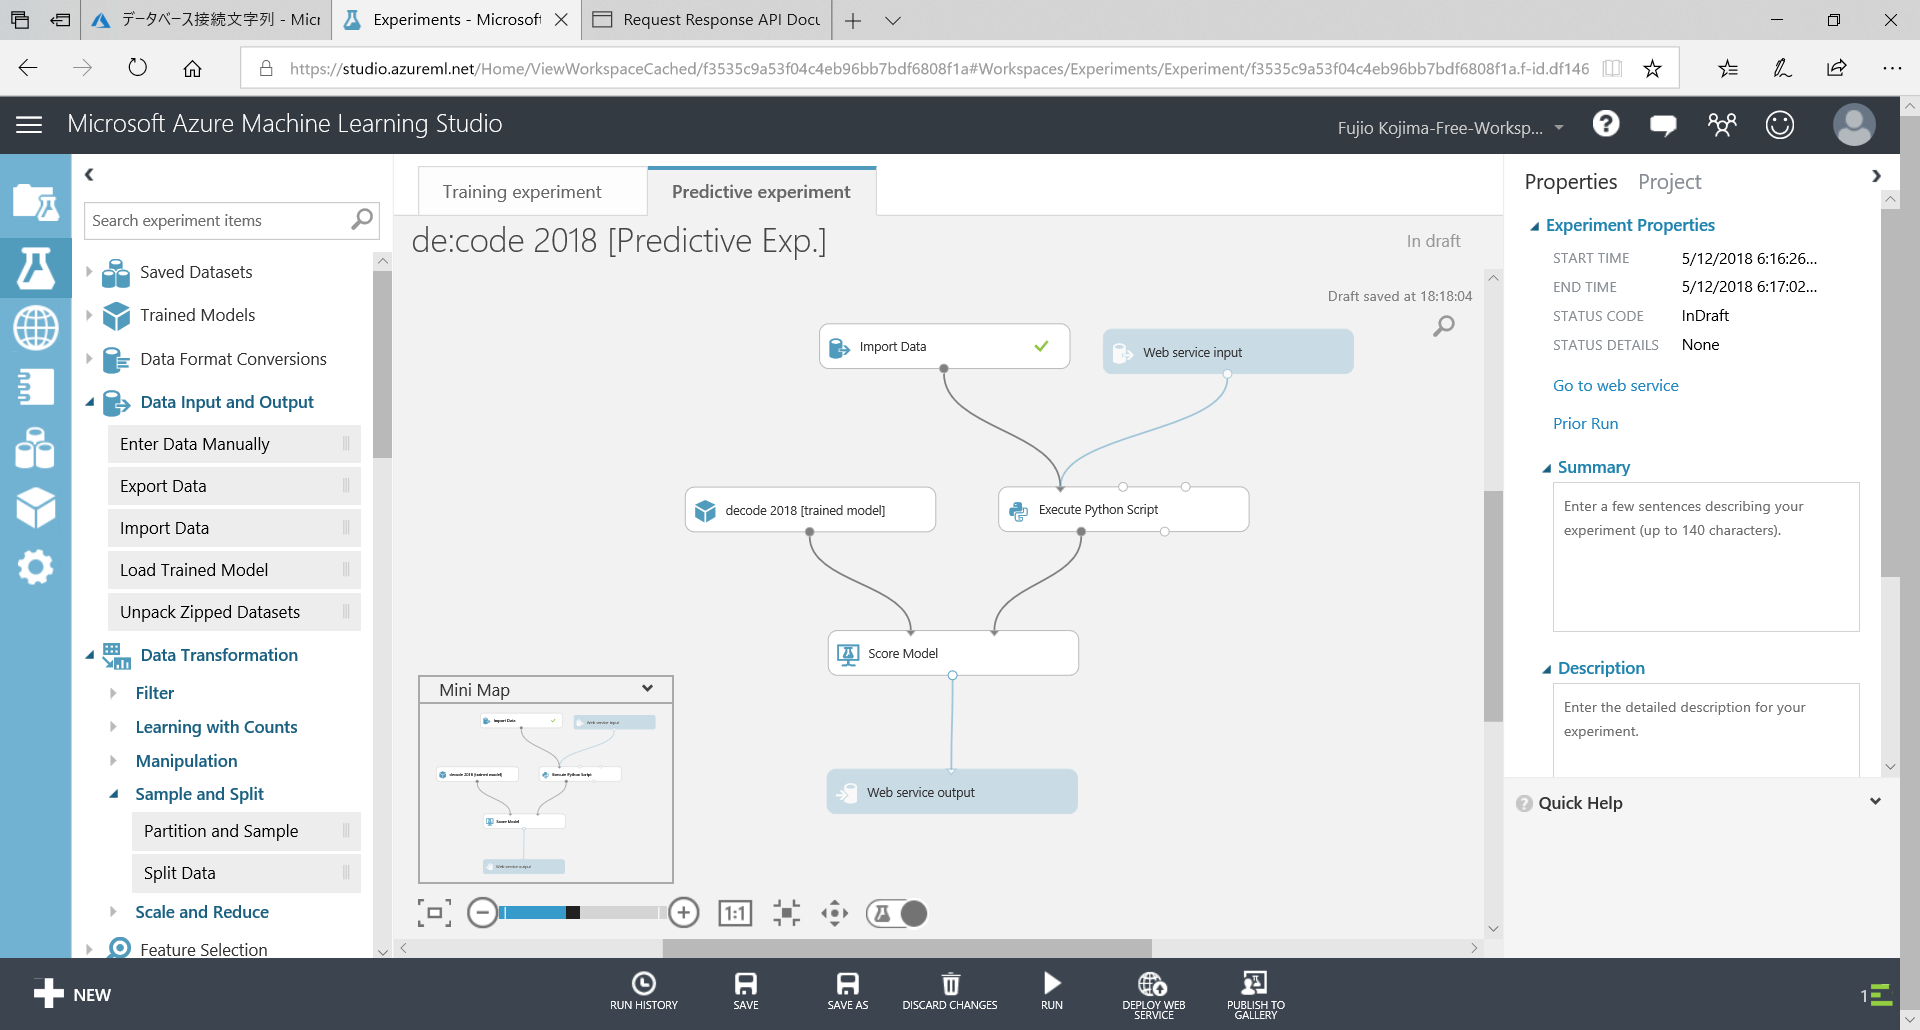 データベース接続文字列 - Micr
Experiments - Microsoft
Request Response API Docu
https://studio.azureml.net/Home/ViewWorkspaceCached/f3535c9a53f04c4eb96bb7bdf6808f1a#Workspaces/Experiments/Experiment/f3535c9a53f04c4eb96bb7bdf6808f1a.f-id.df146
Microsoft Azure Machine Learning Studio
Fujio Kojima-Free-Worksp...
Search experiment items
Saved Datasets
Trained Models
Data Format Conversions
Data Input and Output
Enter Data Manually
Export Data
Import Data
Load Trained Model
Unpack Zipped Datasets
Data Transformation
Filter
Learning with Counts
Manipulation
Sample and Split
Partition and Sample
Split Data
Scale and Reduce
Feature Selection
Training experiment
Predictive experiment
de:code 2018 [Predictive Exp.]
In draft
Draft saved at 18:18:04
Import Data
Web service input
decode 2018 [trained model]
Execute Python Script
Score Model
Web service output
Mini Map
Import Data
Web service input
decode 2018 [trained model]
Execute Python Script
Score Model
Web service output
1:1
Properties
Project
Experiment Properties
START TIME 5/12/2018 6:16:26...
END TIME 5/12/2018 6:17:02...
STATUS CODE InDraft
STATUS DETAILS None
Go to web service
Prior Run
Summary
Enter a few sentences describing your
experiment (up to 140 characters).
Description
Enter the detailed description for your
experiment.
Quick Help
NEW
RUN HISTORY
SAVE
SAVE AS
DISCARD CHANGES
RUN
DEPLOY WEB
SERVICE
PUBLISH TO
GALLERY
1